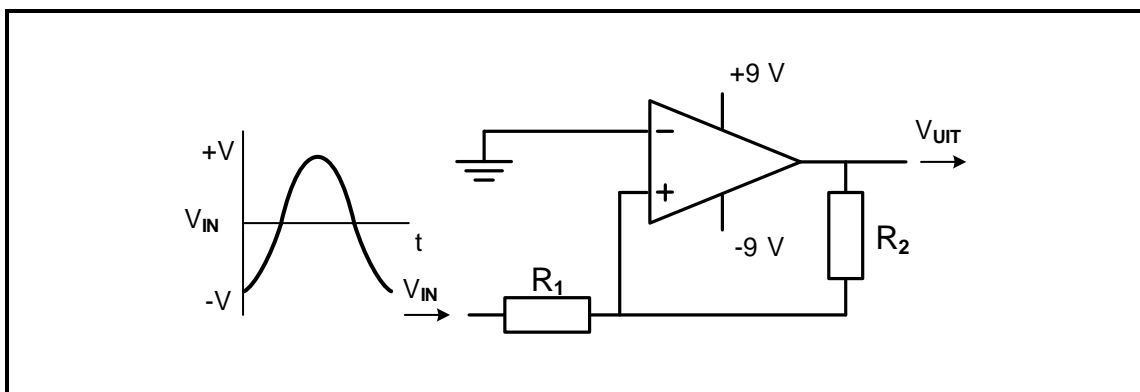 +9 V
V_UIT
−
+
+V
V_IN
t
-V
V_IN
-9 V
R_1
R_2